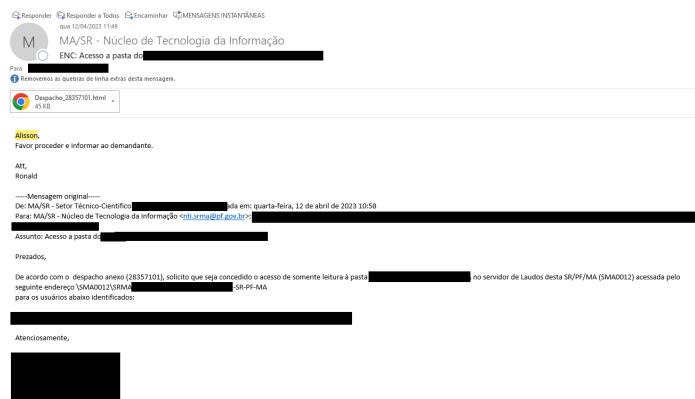 Responder Responder a Todos Encaminhar MENSAGENS INSTANTÂNEAS
qua 12/04/2023 11:49
M
MA/SR - Núcleo de Tecnologia da Informação
ENC: Acesso a pasta do
Para
Removemos as quebras de linha extras desta mensagem.
Despacho_28357101.html
45 KB
Alisson,
Favor proceder e informar ao demandante.
Att,
Ronald
-----Mensagem original-----
De: MA/SR - Setor Técnico-Cientifico ada em: quarta-feira, 12 de abril de 2023 10:58
Para: MA/SR - Núcleo de Tecnologia da Informação <nti.srma@pf.gov.br>;
Assunto: Acesso a pasta do
Prezados,
De acordo com o despacho anexo (28357101), solicito que seja concedido o acesso de somente leitura à pasta , no servidor de Laudos desta SR/PF/MA (SMA0012) acessada pelo
seguinte endereço \SMA0012\SRMA -SR-PF-MA
para os usuários abaixo identificados:
Atenciosamente,